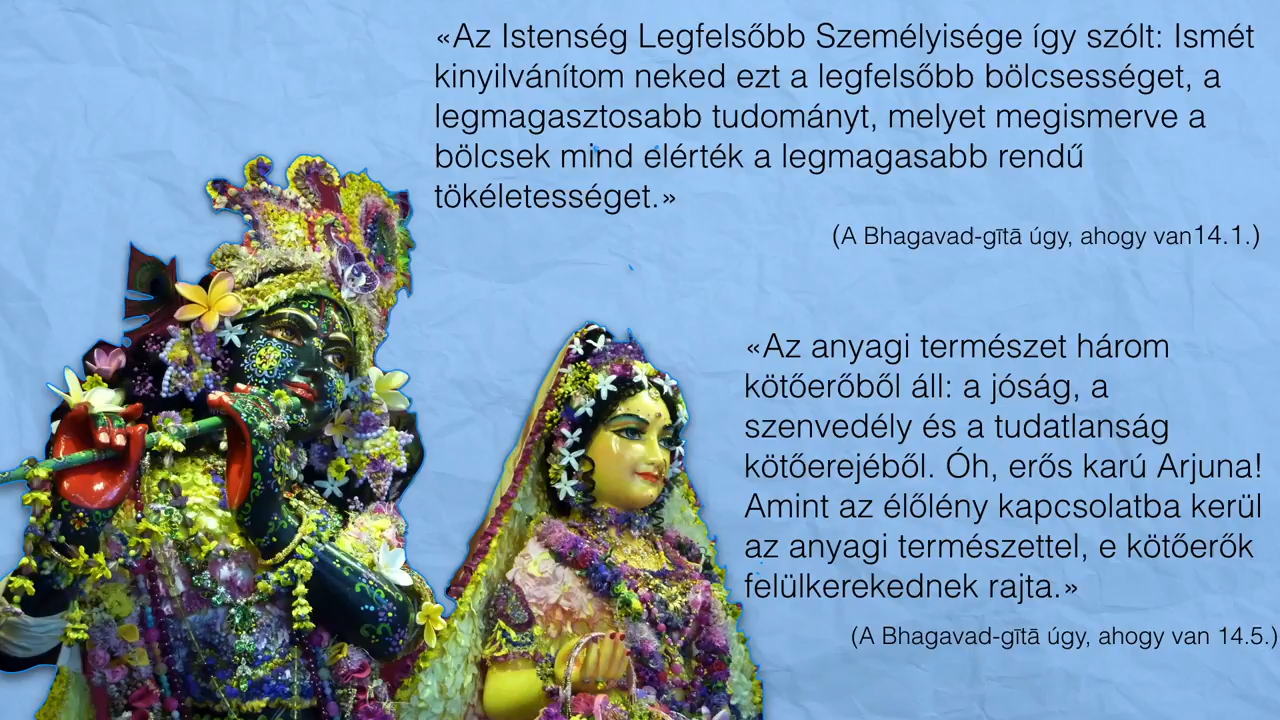 «Az Istenség Legfelsőbb Személyisége így szólt: Ismét
kinyilvánítom neked ezt a legfelsőbb bölcsességet, a
legmagasztosabb tudományt, melyet megismerve a
bölcsek mind elérték a legmagasabb rendű
tökéletességet.»
(A Bhagavad-gītā úgy, ahogy van14.1.)
«Az anyagi természet három
kötőerőből áll: a jóság, a
szenvedély és a tudatlanság
kötőerejéből. Óh, erős karú Arjuna!
Amint az élőlény kapcsolatba kerül
az anyagi természettel, e kötőerők
felülkerekednek rajta.»
(A Bhagavad-gītā úgy, ahogy van 14.5.)